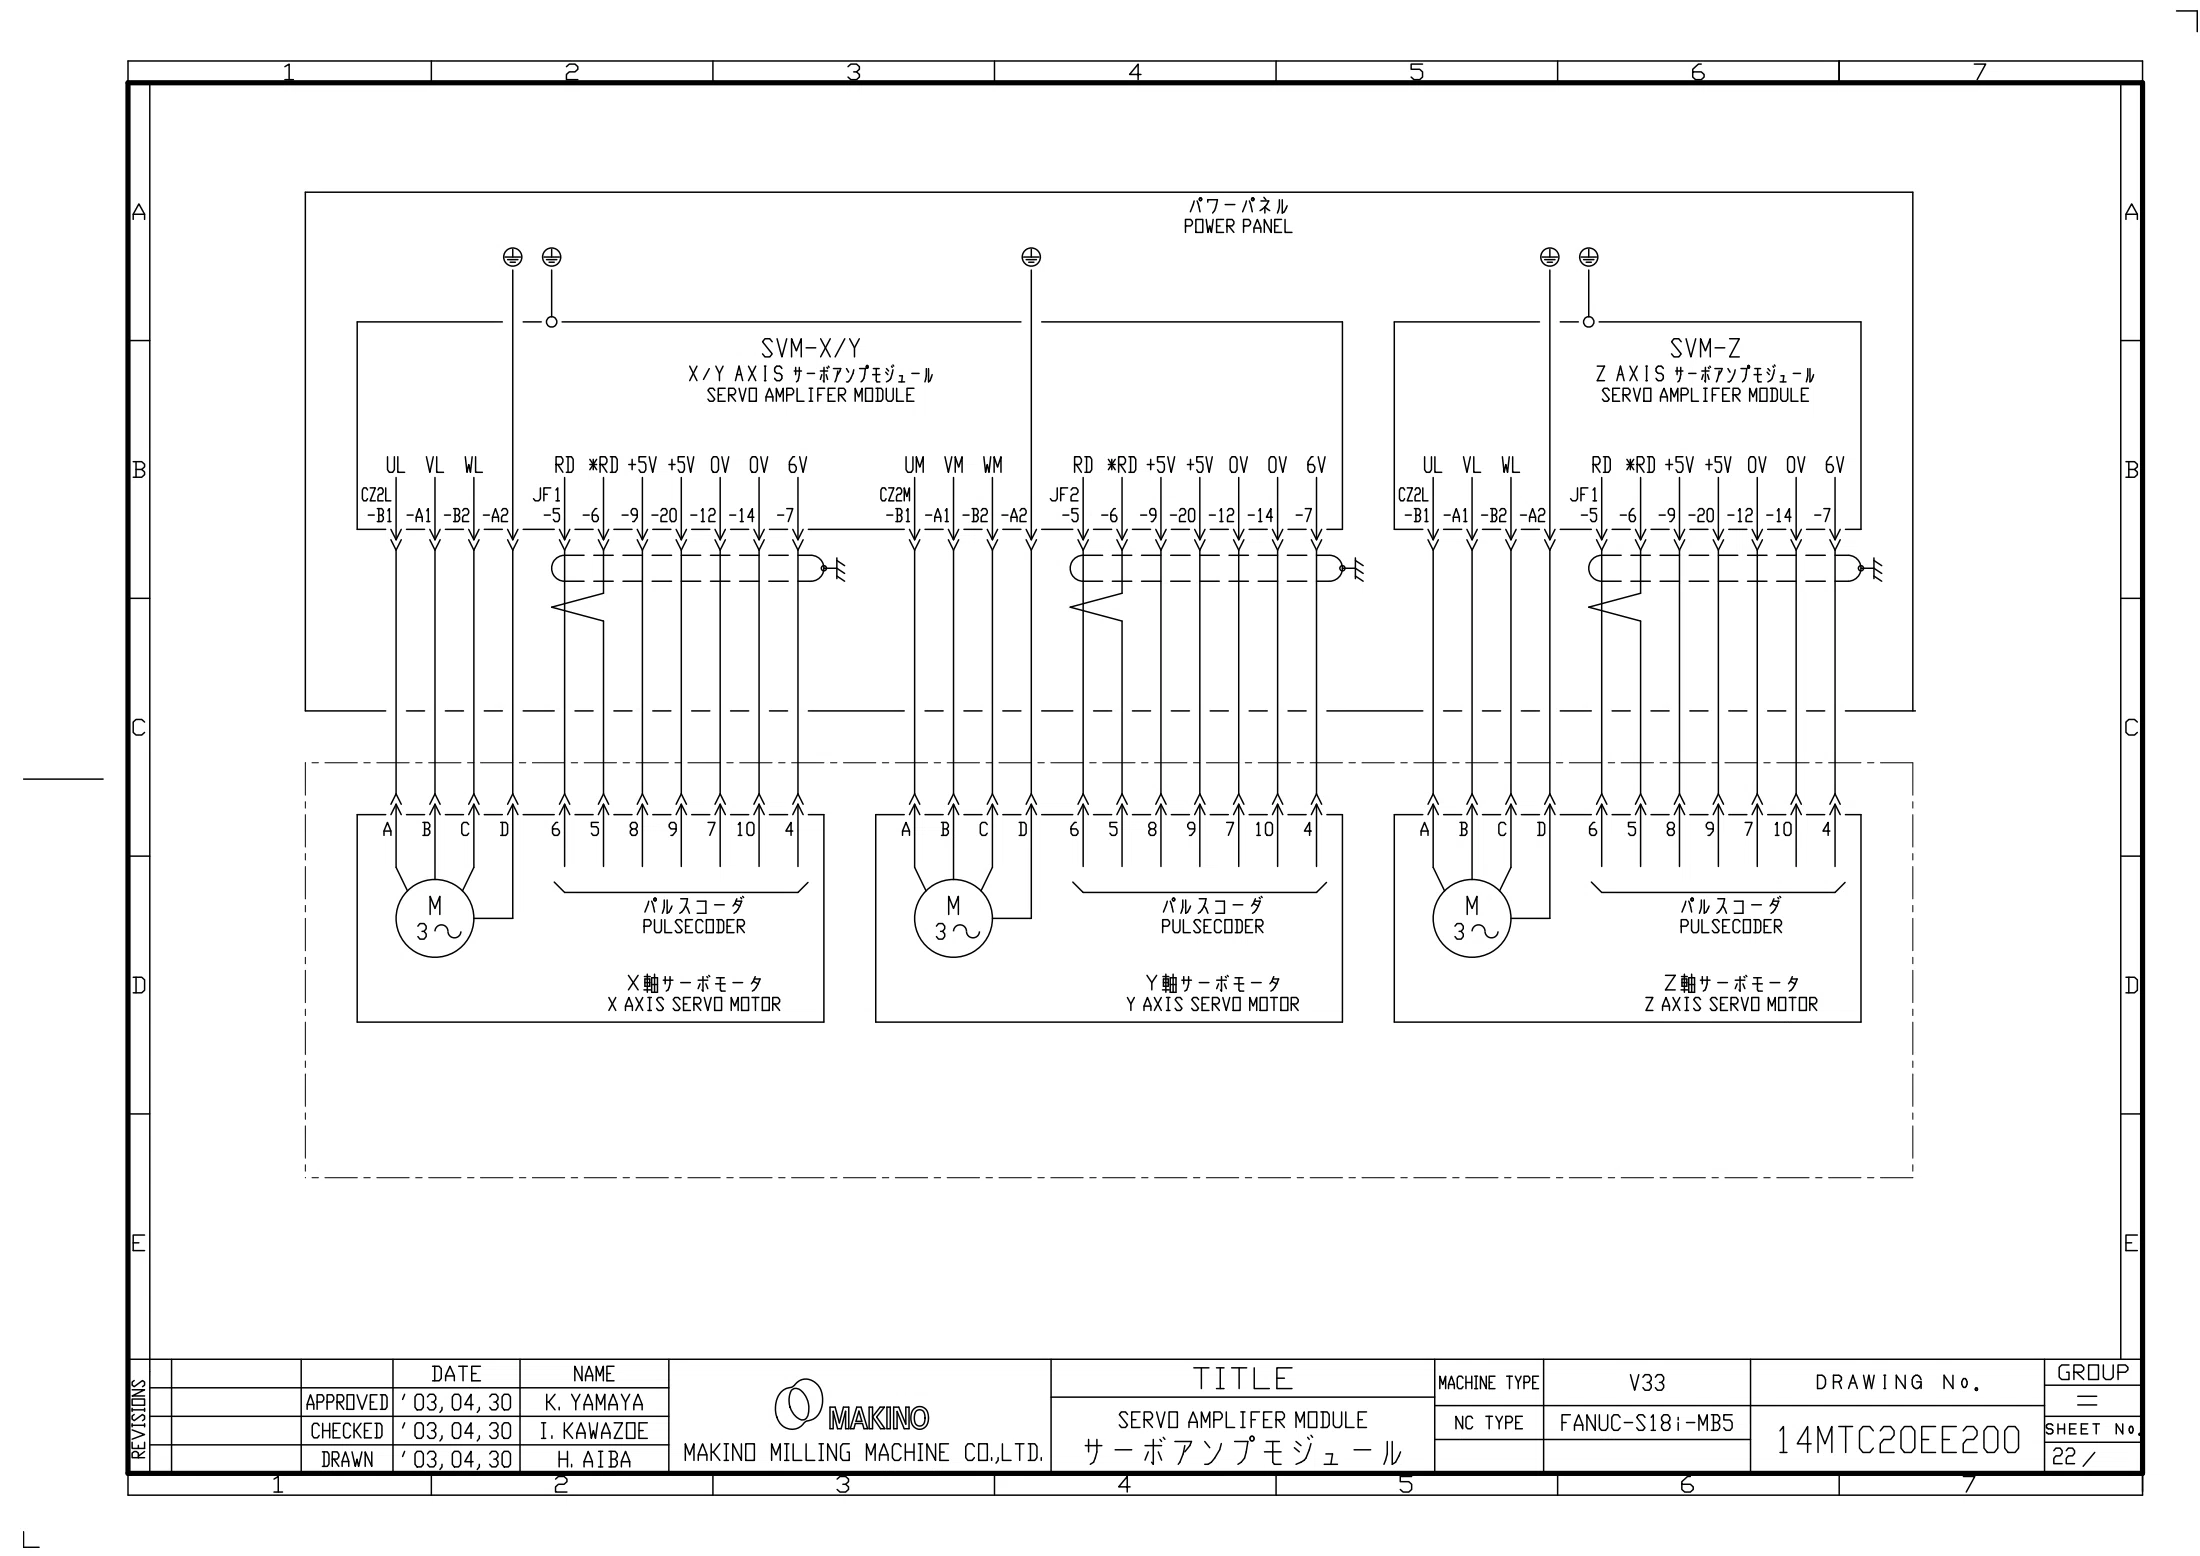 1 2 3 4 5 6 7
A A
パワーパネル
POWER PANEL
SVM-X/Y SVM-Z
X/Y AXIS サーボアンプモジュール Z AXIS サーボアンプモジュール
SERVO AMPLIFER MODULE SERVO AMPLIFER MODULE
B B
UL VL WL RD *RD +5V +5V 0V 0V 6V UM VM WM RD *RD +5V +5V 0V 0V 6V UL VL WL RD *RD +5V +5V 0V 0V 6V
CZ2L JF1 CZ2M JF2 CZ2L JF1
-B1 -A1 -B2 -A2 -5 -6 -9 -20 -12 -14 -7 -B1 -A1 -B2 -A2 -5 -6 -9 -20 -12 -14 -7 -B1 -A1 -B2 -A2 -5 -6 -9 -20 -12 -14 -7
C C
A B C D 6 5 8 9 7 10 4 A B C D 6 5 8 9 7 10 4 A B C D 6 5 8 9 7 10 4
M パルスコーダ M パルスコーダ M パルスコーダ
3 PULSECODER 3 PULSECODER 3 PULSECODER
D D
X軸サーボモータ Y軸サーボモータ Z軸サーボモータ
X AXIS SERVO MOTOR Y AXIS SERVO MOTOR Z AXIS SERVO MOTOR
E E
REVISIONS
DATE NAME
APPROVED '03,04,30 K. YAMAYA
CHECKED '03,04,30 I. KAWAZOE
DRAWN '03,04,30 H. AIBA
MAKINO
MAKINO MILLING MACHINE CO.,LTD.
TITLE
SERVO AMPLIFER MODULE
サーボアンプモジュール
MACHINE TYPE V33
NC TYPE FANUC-S18i-MB5
DRAWING No.
14MTC20EE200
GROUP
=
SHEET No.
22/
1 2 3 4 5 6 7